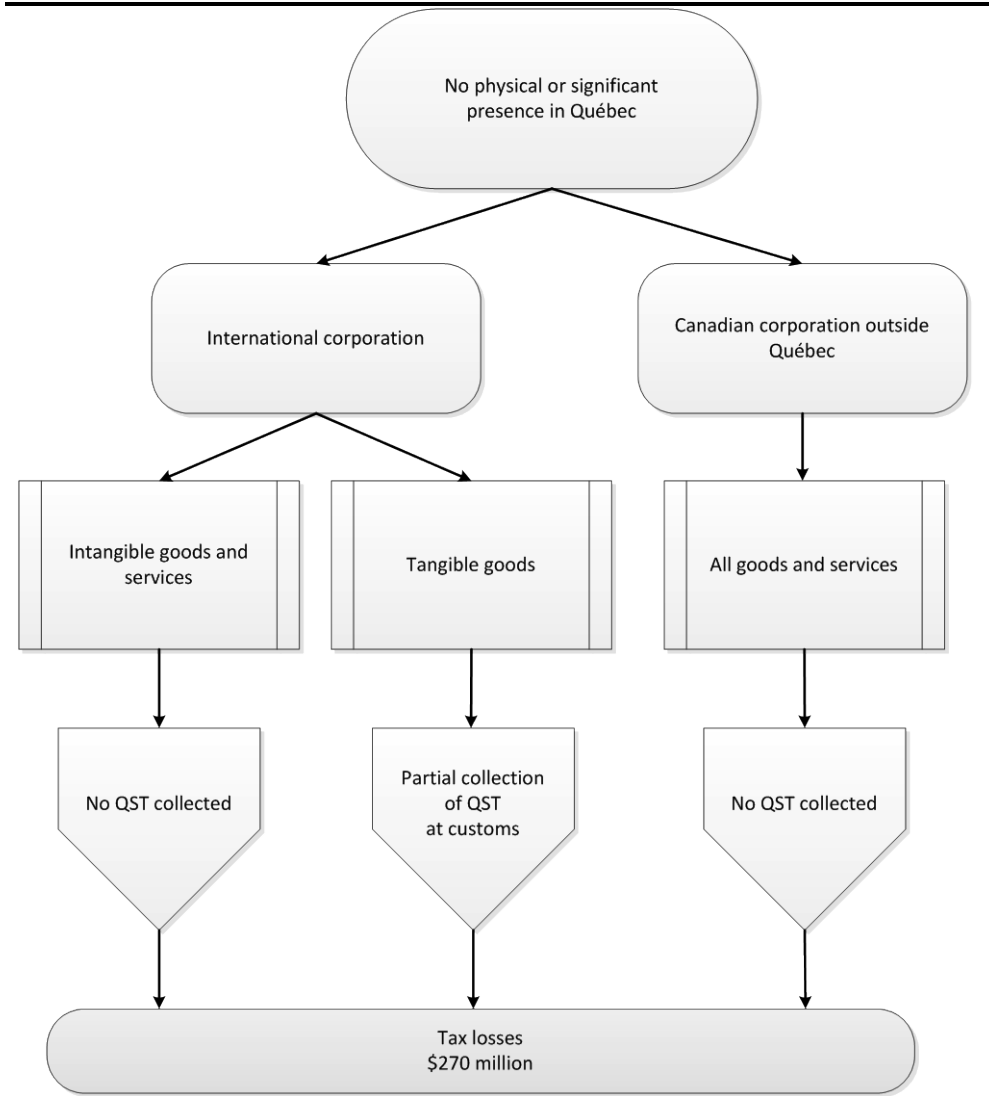 No physical or significant
presence in Québec
International corporation
Canadian corporation outside
Québec
Intangible goods and
services
Tangible goods
All goods and services
No QST collected
Partial collection
of QST
at customs
No QST collected
Tax losses
$270 million